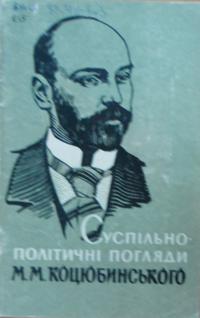 Суспільно-
політичні погляди
М. М. Коцюбинського